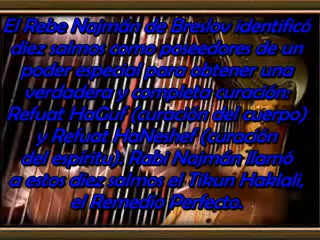 El Rebe Najmán de Breslov identificó
diez salmos como poseedores de un
poder especial para obtener una
verdadera y completa curación:
Refuat HaGuf (curación del cuerpo)
y Refuat HaNeshef (curación
del espíritu). Rabi Najmán llamó
a estos diez salmos el Tikun Haklali,
el Remedio Perfecto.